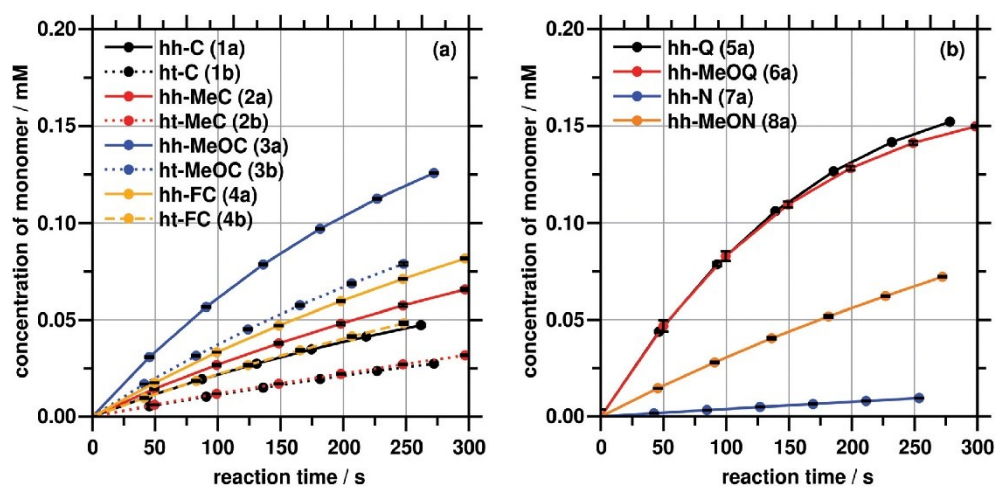 0.20
0.15
0.10
0.05
0.00
concentration of monomer / mM
hh-C (1a)
ht-C (1b)
hh-MeC (2a)
ht-MeC (2b)
hh-MeOC (3a)
ht-MeOC (3b)
hh-FC (4a)
ht-FC (4b)
(a)
0 50 100 150 200 250 300
reaction time / s
0.20
0.15
0.10
0.05
0.00
concentration of monomer / mM
hh-Q (5a)
hh-MeOQ (6a)
hh-N (7a)
hh-MeON (8a)
(b)
0 50 100 150 200 250 300
reaction time / s